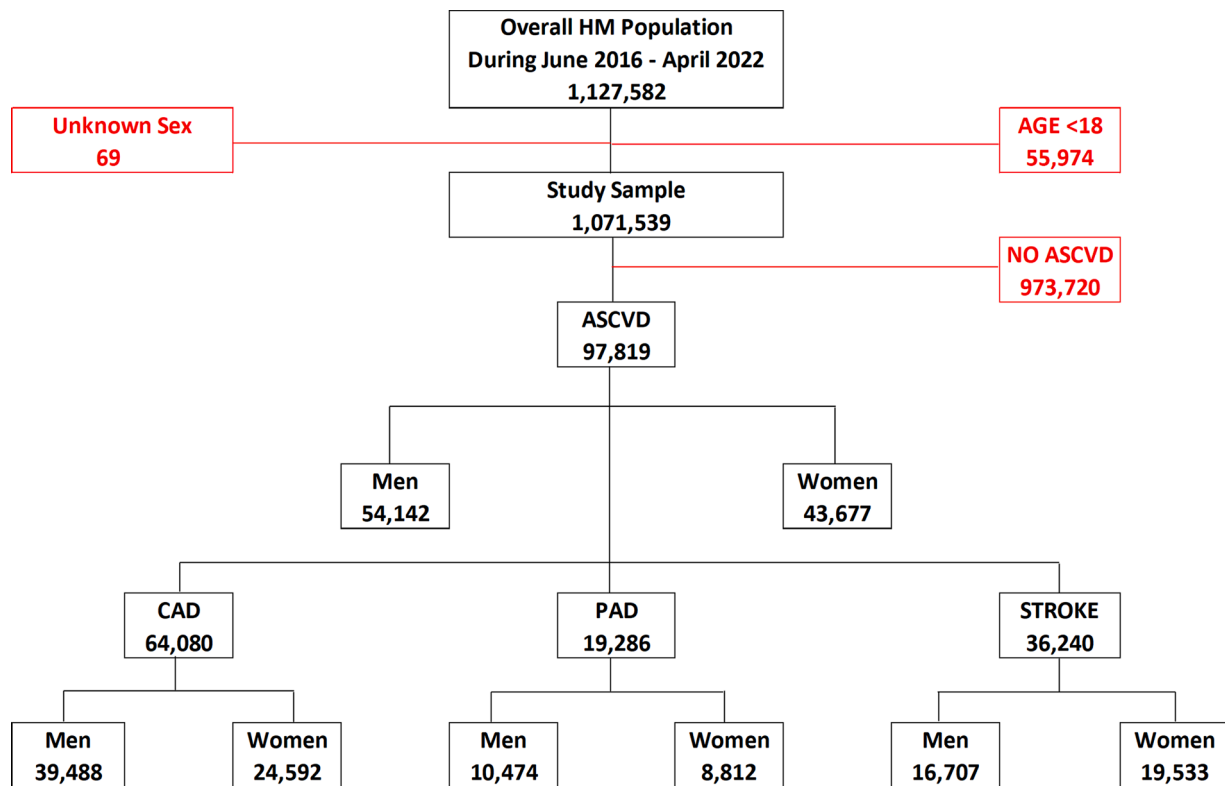 Overall HM Population
During June 2016 - April 2022
1,127,582
Unknown Sex
69
AGE <18
55,974
Study Sample
1,071,539
NO ASCVD
973,720
ASCVD
97,819
Men
54,142
Women
43,677
CAD
64,080
PAD
19,286
STROKE
36,240
Men
39,488
Women
24,592
Men
10,474
Women
8,812
Men
16,707
Women
19,533